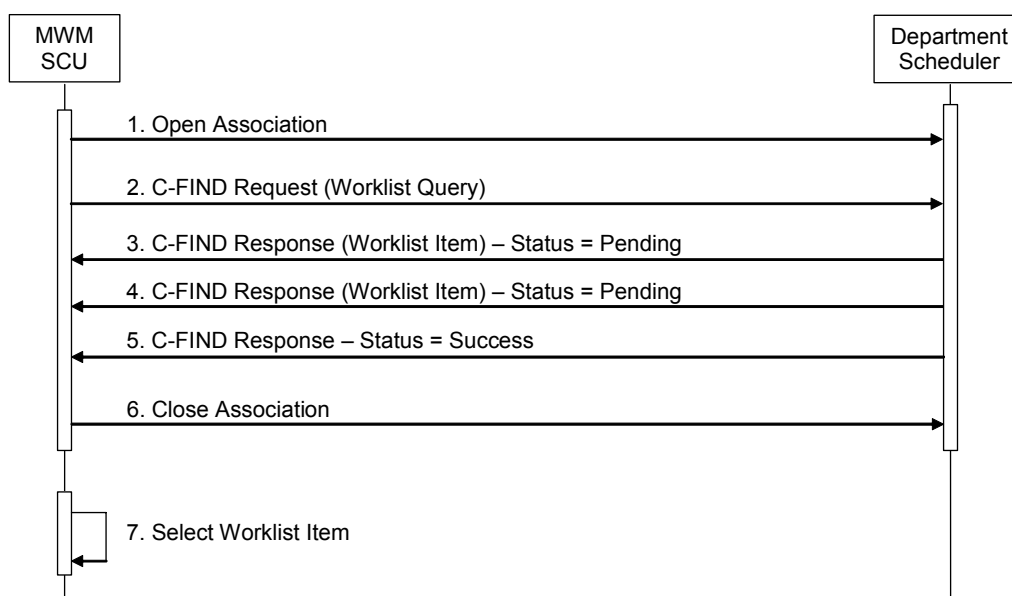 MWM
SCU
Department
Scheduler
1. Open Association
2. C-FIND Request (Worklist Query)
3. C-FIND Response (Worklist Item) – Status = Pending
4. C-FIND Response (Worklist Item) – Status = Pending
5. C-FIND Response – Status = Success
6. Close Association
7. Select Worklist Item